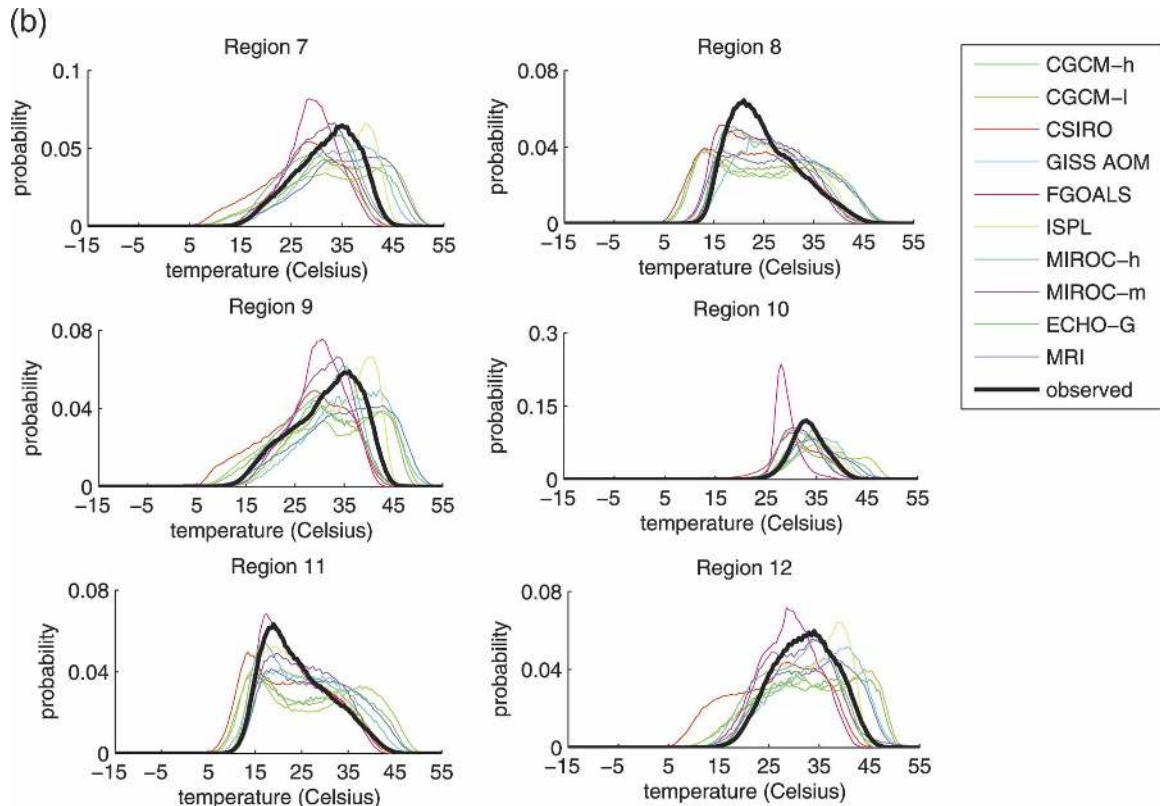 (b)
Region 7
0.1
0.05
0
probability
-15 -5 5 15 25 35 45 55
temperature (Celsius)
Region 8
0.08
0.04
0
probability
-15 -5 5 15 25 35 45 55
temperature (Celsius)
CGCM-h
CGCM-l
CSIRO
GISS AOM
FGOALS
ISPL
MIROC-h
MIROC-m
ECHO-G
MRI
observed
Region 9
0.08
0.04
0
probability
-15 -5 5 15 25 35 45 55
temperature (Celsius)
Region 10
0.3
0.15
0
probability
-15 -5 5 15 25 35 45 55
temperature (Celsius)
Region 11
0.08
0.04
0
probability
-15 -5 5 15 25 35 45 55
temperature (Celsius)
Region 12
0.08
0.04
0
probability
-15 -5 5 15 25 35 45 55
temperature (Celsius)